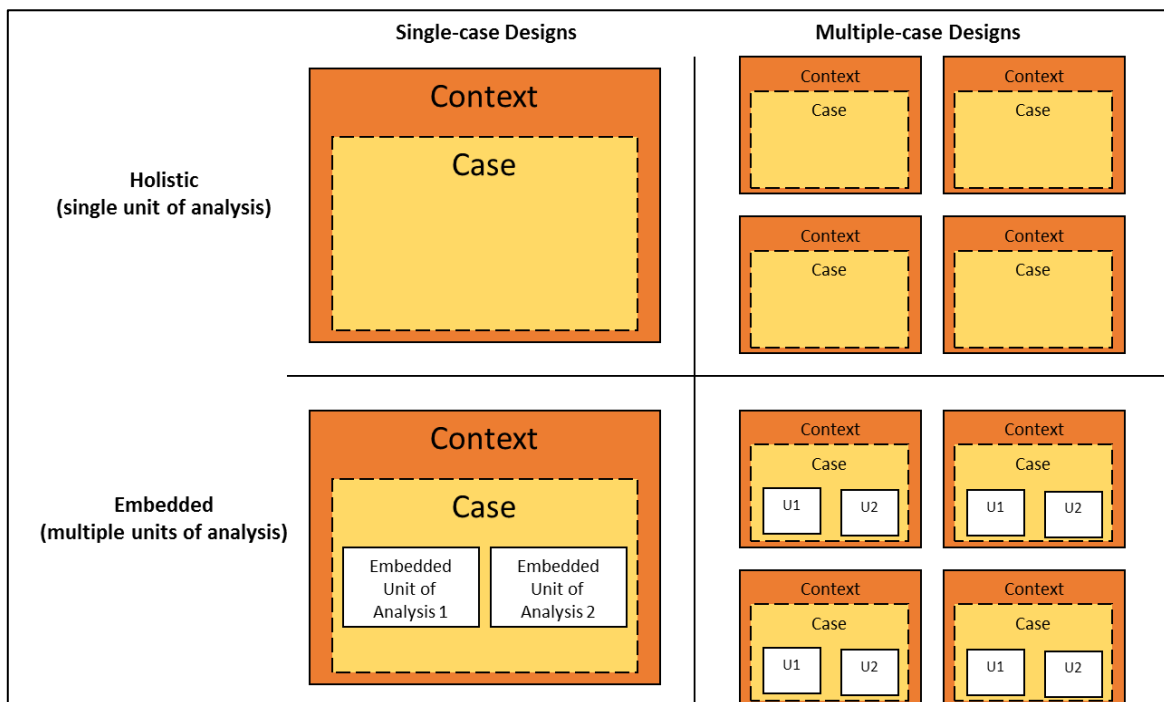 Single-case Designs
Multiple-case Designs
Holistic
(single unit of analysis)
Context
Case
Context
Case
Context
Case
Context
Case
Context
Case
Embedded
(multiple units of analysis)
Context
Case
Embedded
Unit of
Analysis 1
Embedded
Unit of
Analysis 2
Context
Case
U1
U2
Context
Case
U1
U2
Context
Case
U1
U2
Context
Case
U1
U2